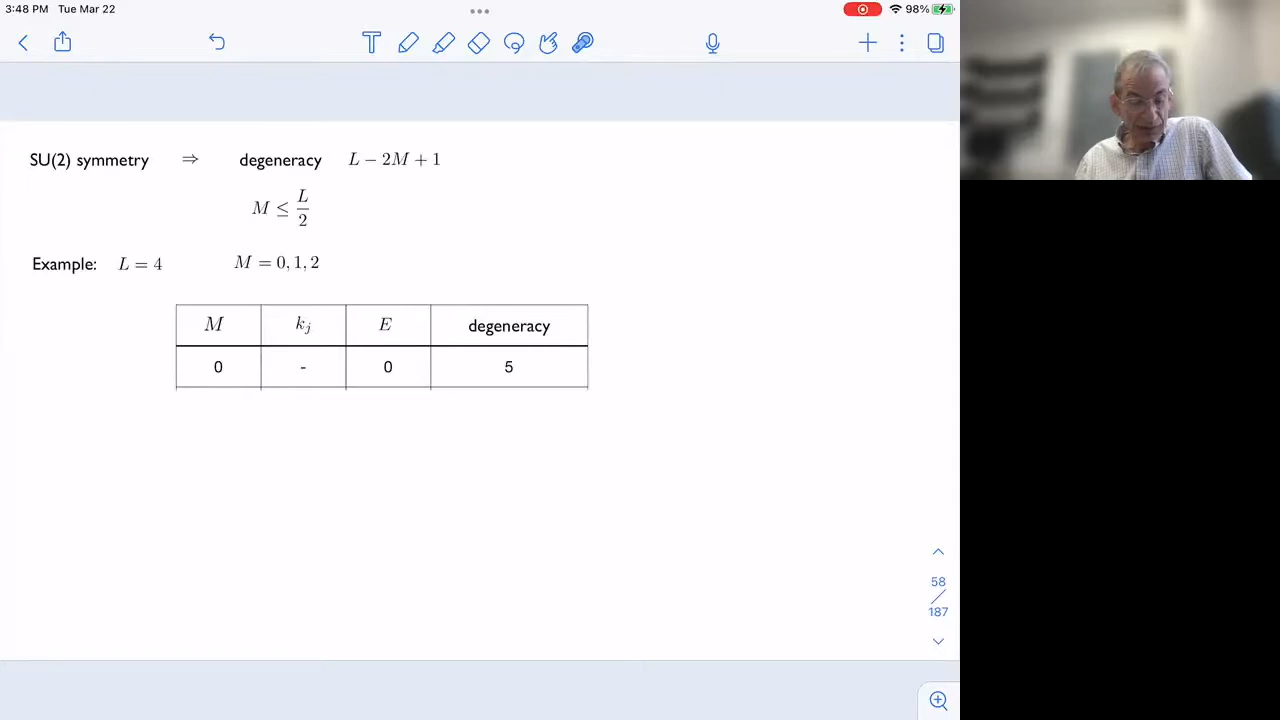 3:48 PM Tue Mar 22
98%
T
SU(2) symmetry ⇒ degeneracy L − 2M + 1
M ≤ L/2
Example: L = 4 M = 0, 1, 2
M k_j E degeneracy
0 - 0 5
58
187